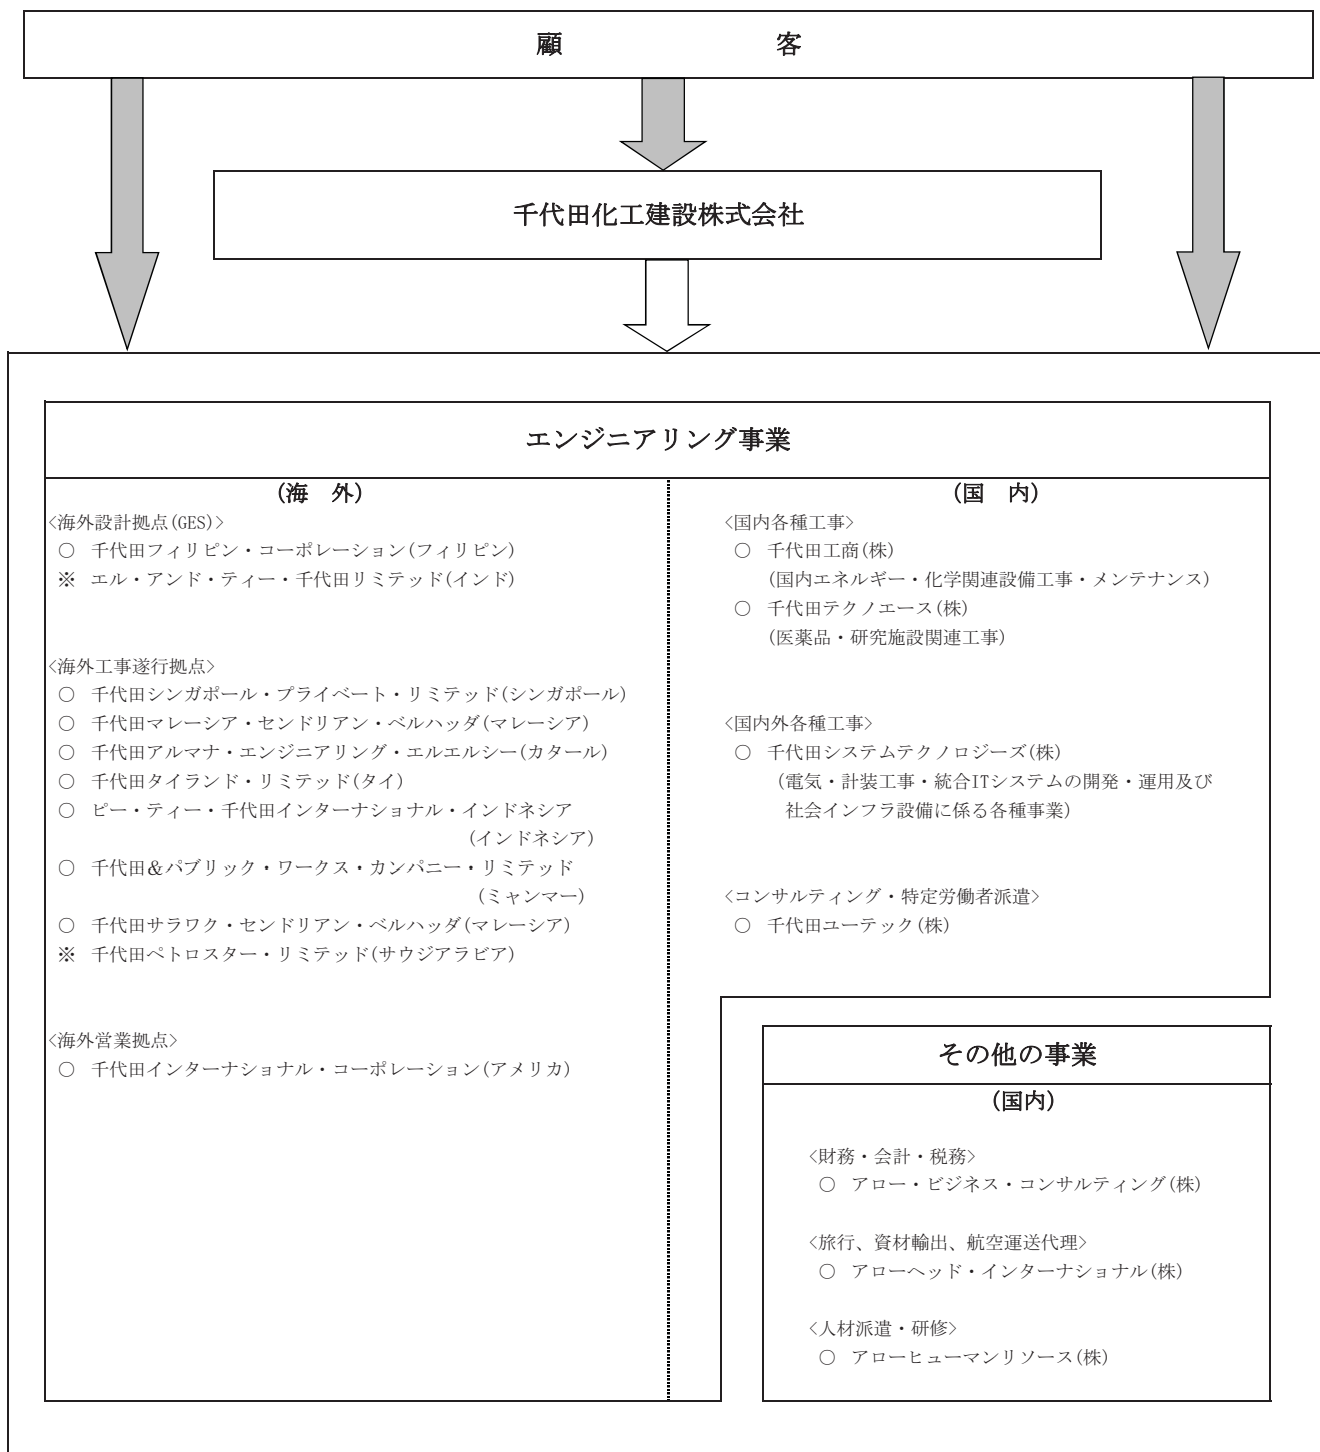 顧　客
千代田化工建設株式会社
エンジニアリング事業
(海　外)
<海外設計拠点(GES)>
○ 千代田フィリピン・コーポレーション(フィリピン)
※ エル・アンド・ティー・千代田リミテッド(インド)
<海外工事遂行拠点>
○ 千代田シンガポール・プライベート・リミテッド(シンガポール)
○ 千代田マレーシア・センドリアン・ベルハッダ(マレーシア)
○ 千代田アルマナ・エンジニアリング・エルエルシー(カタール)
○ 千代田タイランド・リミテッド(タイ)
○ ピー・ティー・千代田インターナショナル・インドネシア
(インドネシア)
○ 千代田&パブリック・ワークス・カンパニー・リミテッド
(ミャンマー)
○ 千代田サラワク・センドリアン・ベルハッダ(マレーシア)
※ 千代田ペトロスター・リミテッド(サウジアラビア)
<海外営業拠点>
○ 千代田インターナショナル・コーポレーション(アメリカ)
(国　内)
<国内各種工事>
○ 千代田工商(株)
(国内エネルギー・化学関連設備工事・メンテナンス)
○ 千代田テクノエース(株)
(医薬品・研究施設関連工事)
<国内外各種工事>
○ 千代田システムテクノロジーズ(株)
(電気・計装工事・統合ITシステムの開発・運用及び
社会インフラ設備に係る各種事業)
<コンサルティング・特定労働者派遣>
○ 千代田ユーテック(株)
その他の事業
(国内)
<財務・会計・税務>
○ アロー・ビジネス・コンサルティング(株)
<旅行、資材輸出、航空運送代理>
○ アローヘッド・インターナショナル(株)
<人材派遣・研修>
○ アローヒューマンリソース(株)